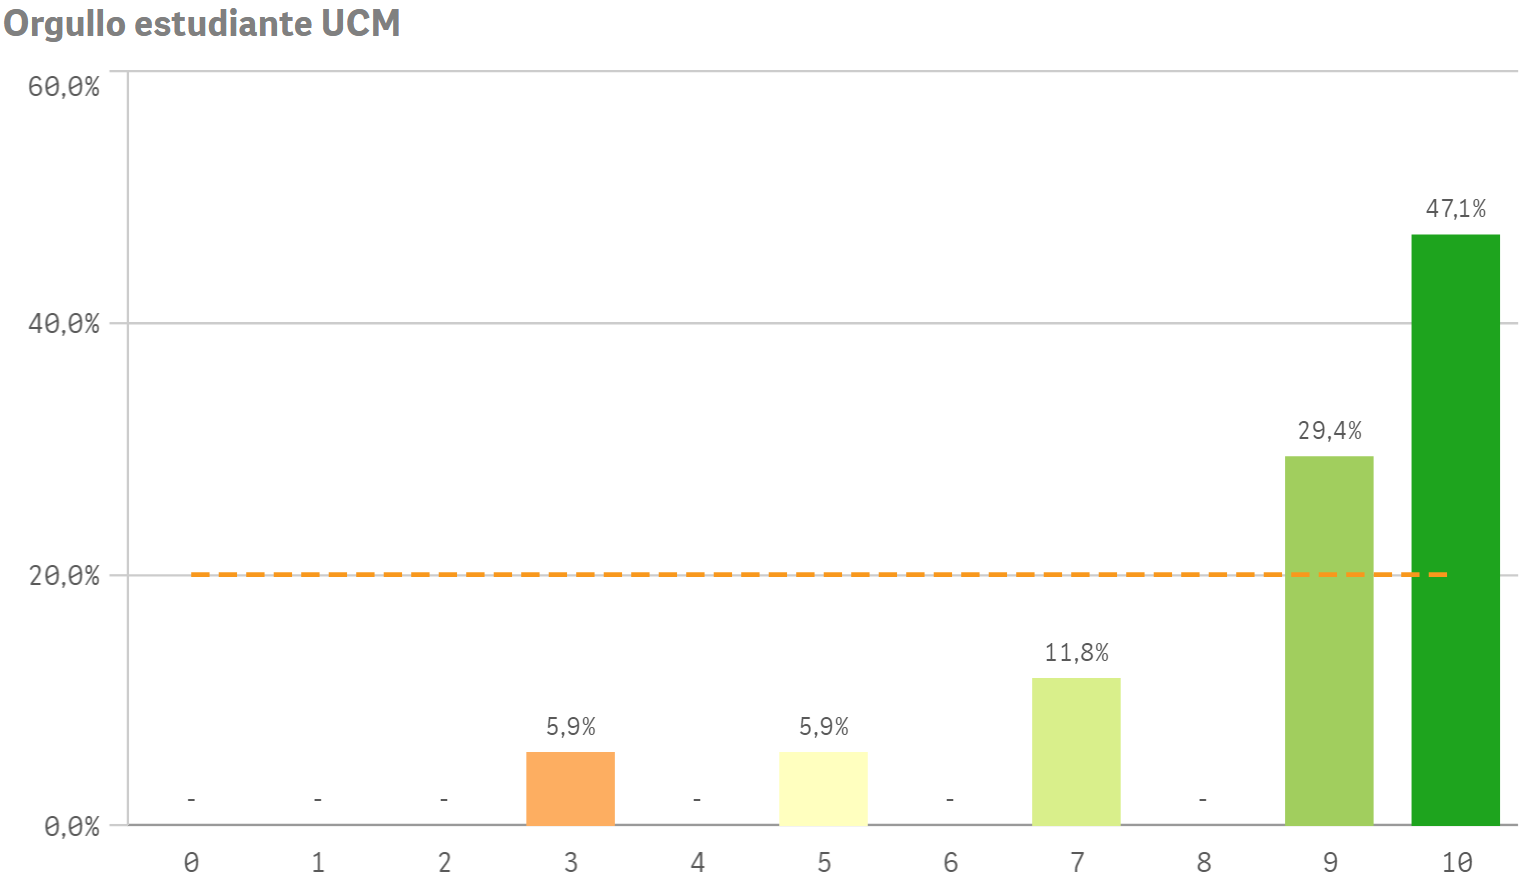 Orgullo estudiante UCM
60,0%
47,1%
40,0%
29,4%
20,0%
11,8%
5,9% 5,9%
- - - - - -
0,0%
0 1 2 3 4 5 6 7 8 9 10